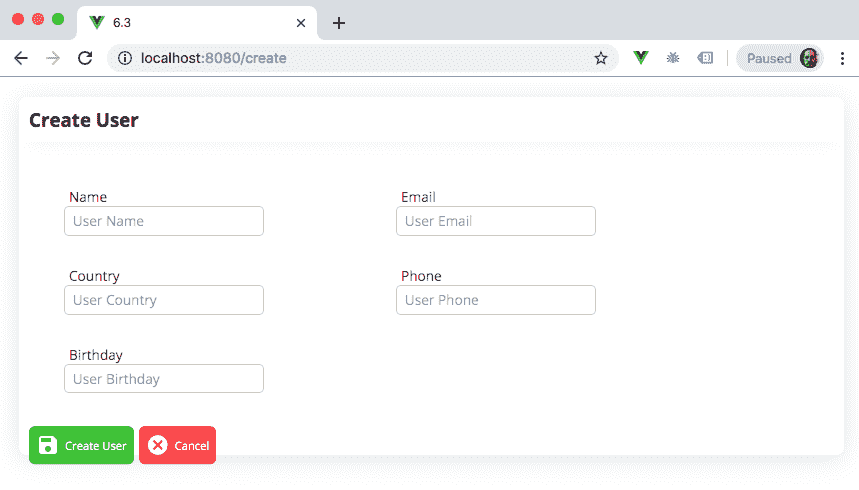 6.3
localhost:8080/create
Paused
Create User
Name
Email
User Name
User Email
Country
Phone
User Country
User Phone
Birthday
User Birthday
Create User
Cancel